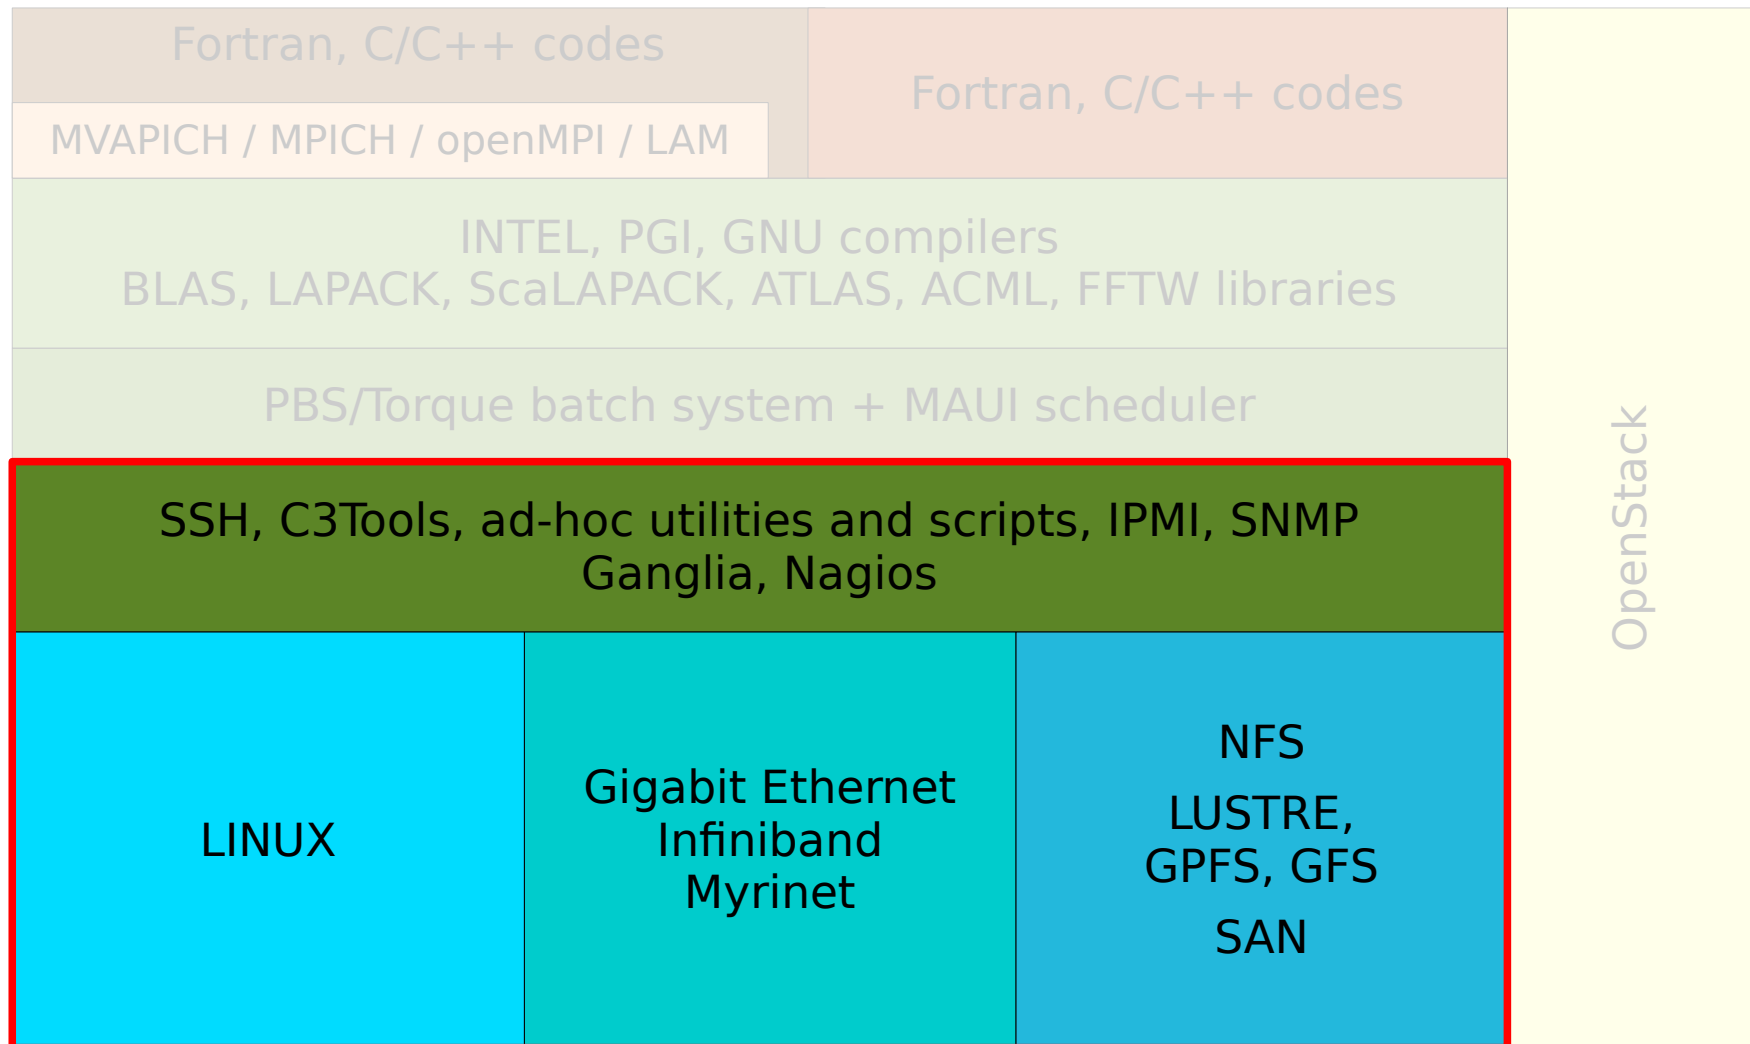 Fortran, C/C++ codes
Fortran, C/C++ codes
MVAPICH / MPICH / openMPI / LAM
INTEL, PGI, GNU compilers
BLAS, LAPACK, ScaLAPACK, ATLAS, ACML, FFTW libraries
PBS/Torque batch system + MAUI scheduler
SSH, C3Tools, ad-hoc utilities and scripts, IPMI, SNMP
Ganglia, Nagios
LINUX
Gigabit Ethernet
Infiniband
Myrinet
NFS
LUSTRE,
GPFS, GFS
SAN
OpenStack